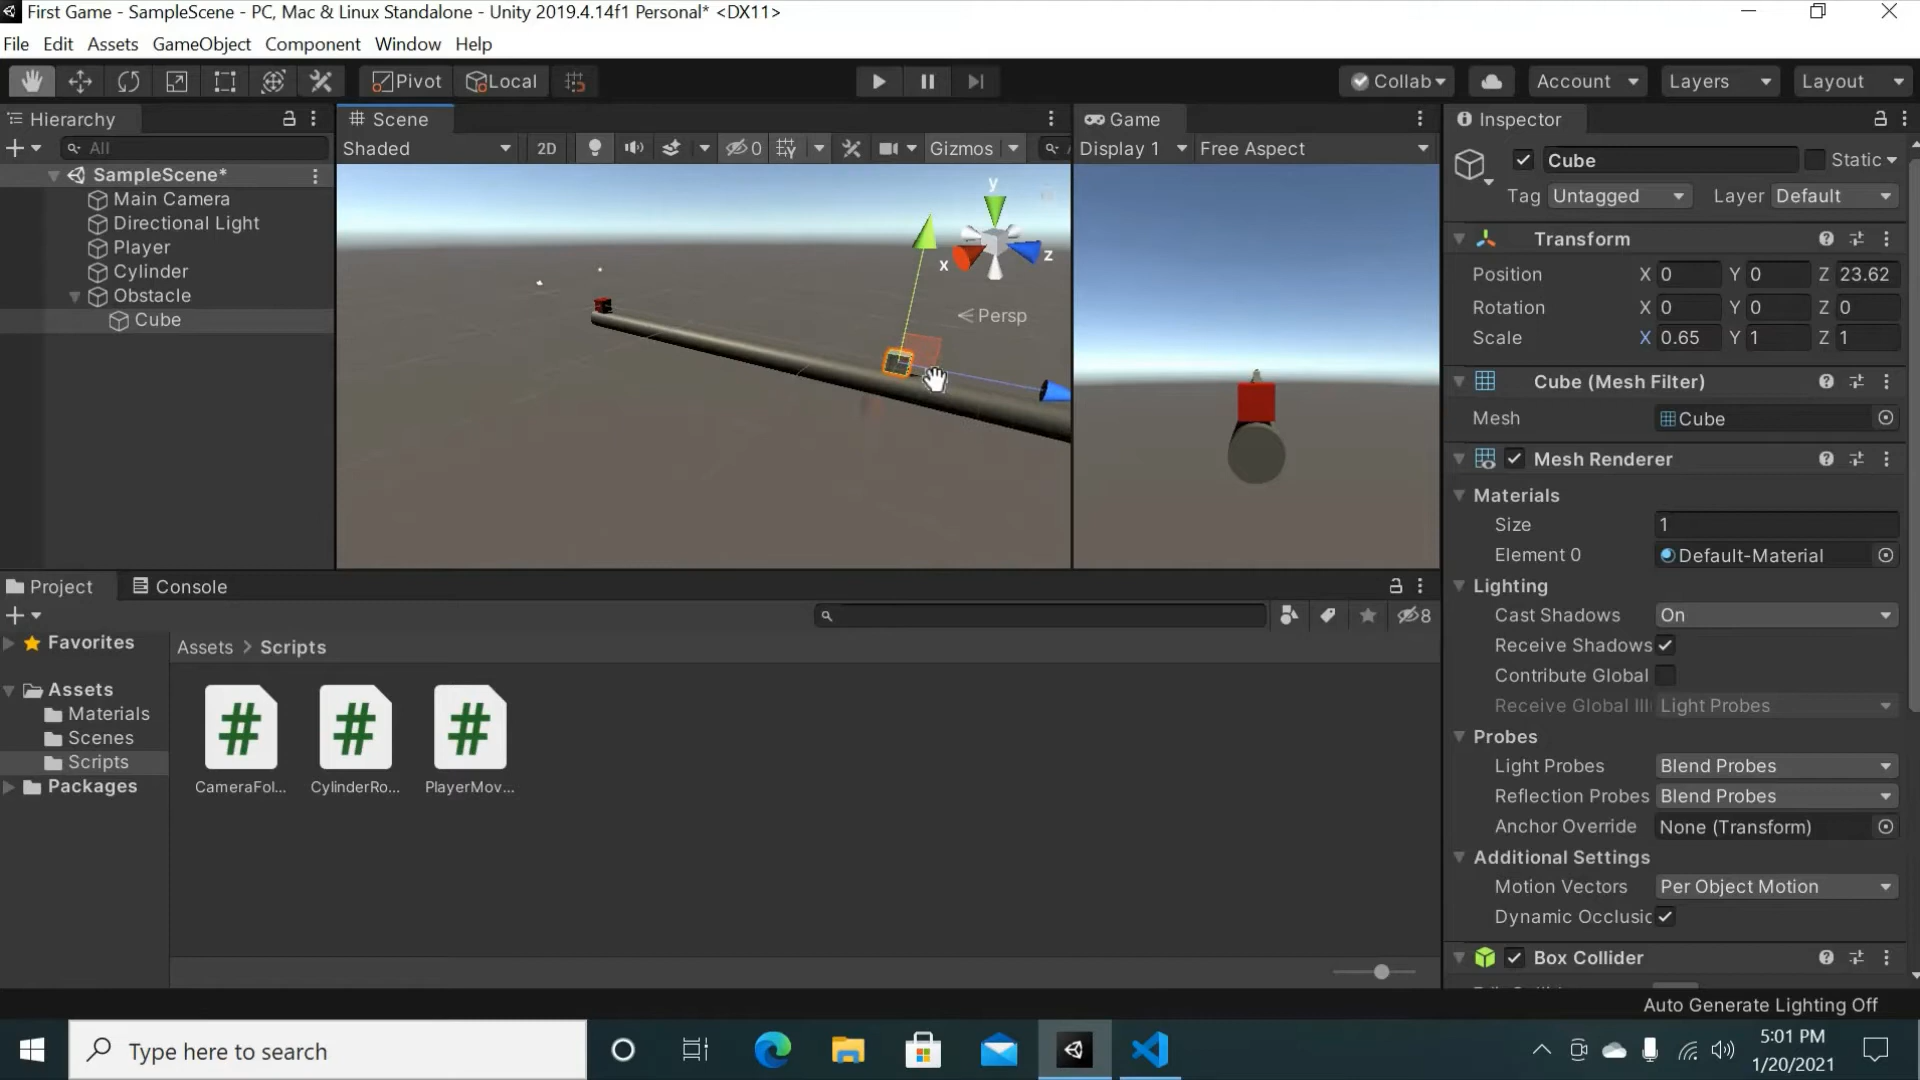 First Game - SampleScene - PC, Mac & Linux Standalone - Unity 2019.4.14f1 Personal* <DX11>
File Edit Assets GameObject Component Window Help
Pivot Local Collab Account Layers Layout
Hierarchy
All
SampleScene*
Main Camera
Directional Light
Player
Cylinder
Obstacle
Cube
Scene
Shaded 2D 0 Gizmos
y
x
z
Persp
Game
Display 1 Free Aspect
Inspector
Cube Static
Tag Untagged Layer Default
Transform
Position X 0 Y 0 Z 23.62
Rotation X 0 Y 0 Z 0
Scale X 0.65 Y 1 Z 1
Cube (Mesh Filter)
Mesh Cube
Mesh Renderer
Materials
Size 1
Element 0 Default-Material
Lighting
Cast Shadows On
Receive Shadows
Contribute Global
Receive Global Ill Light Probes
Probes
Light Probes Blend Probes
Reflection Probes Blend Probes
Anchor Override None (Transform)
Additional Settings
Motion Vectors Per Object Motion
Dynamic Occlusic
Box Collider
Project Console
8
Favorites
Assets
Materials
Scenes
Scripts
Packages
Assets > Scripts
# # #
CameraFol... CylinderRo... PlayerMov...
Auto Generate Lighting Off
Type here to search
5:01 PM
1/20/2021